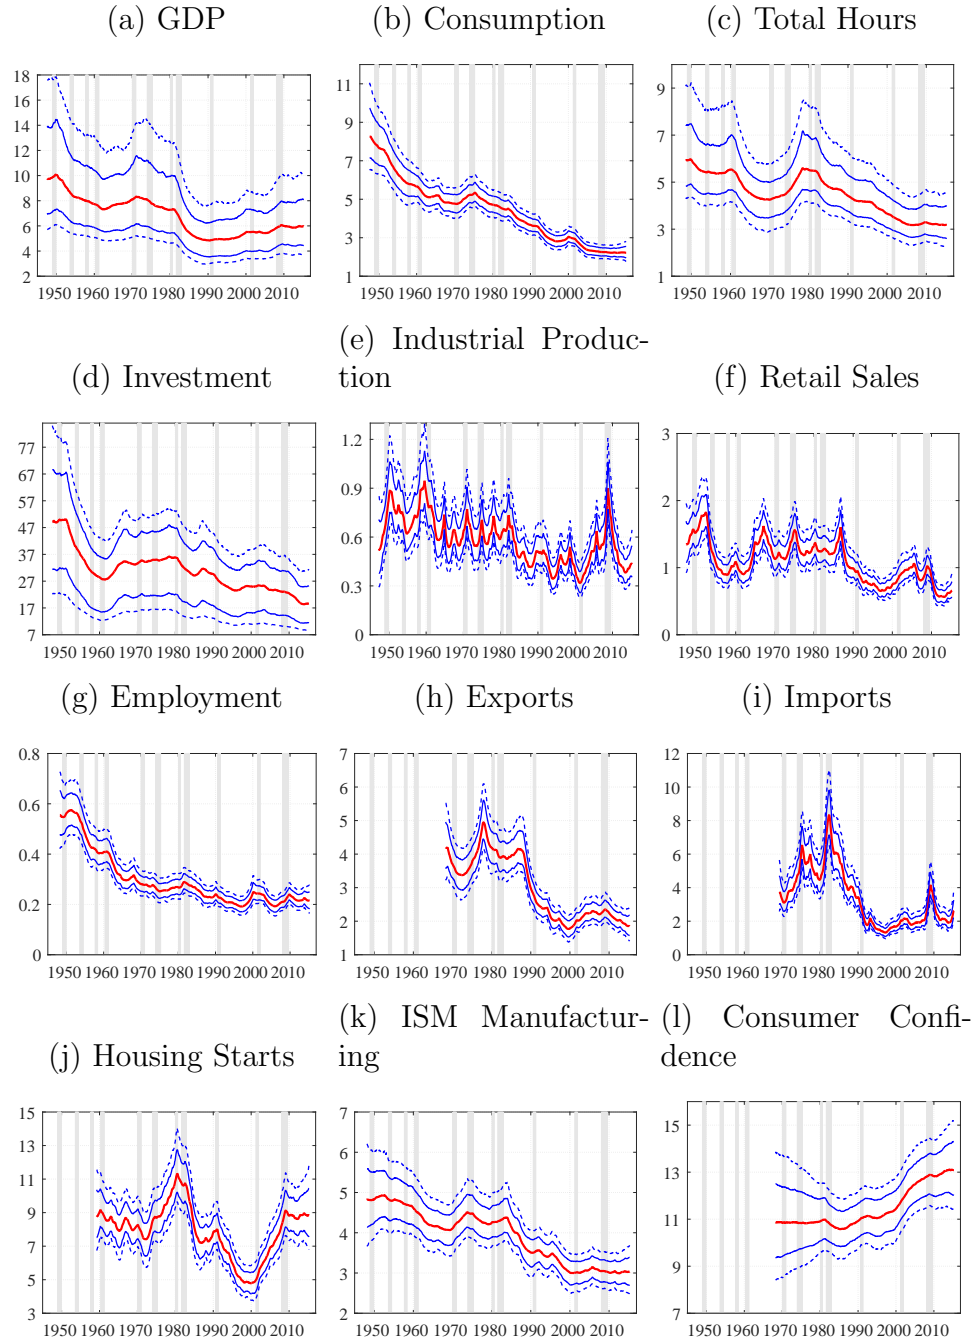 (a) GDP
(b) Consumption
(c) Total Hours
18
16
14
12
10
8
6
4
2
1950 1960 1970 1980 1990 2000 2010
11
9
7
5
3
1
1950 1960 1970 1980 1990 2000 2010
9
7
5
3
1
1950 1960 1970 1980 1990 2000 2010
(d) Investment
(e) Industrial Produc-
tion
(f) Retail Sales
77
67
57
47
37
27
17
7
1950 1960 1970 1980 1990 2000 2010
1.2
0.9
0.6
0.3
0
1950 1960 1970 1980 1990 2000 2010
3
2
1
0
1950 1960 1970 1980 1990 2000 2010
(g) Employment
(h) Exports
(i) Imports
0.8
0.6
0.4
0.2
0
1950 1960 1970 1980 1990 2000 2010
7
6
5
4
3
2
1
1950 1960 1970 1980 1990 2000 2010
12
10
8
6
4
2
0
1950 1960 1970 1980 1990 2000 2010
(j) Housing Starts
(k) ISM Manufactur-
ing
(l) Consumer Confi-
dence
15
13
11
9
7
5
3
1950 1960 1970 1980 1990 2000 2010
7
6
5
4
3
2
1950 1960 1970 1980 1990 2000 2010
15
13
11
9
7
1950 1960 1970 1980 1990 2000 2010